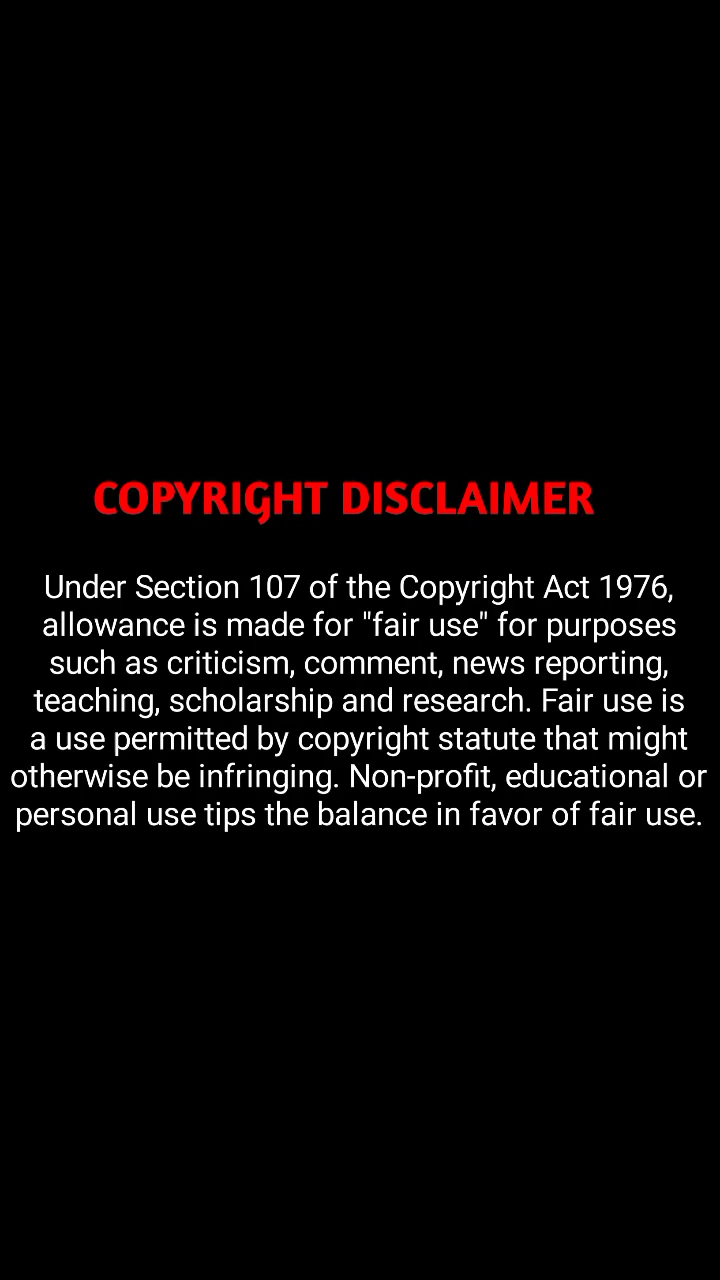 COPYRIGHT DISCLAIMER
Under Section 107 of the Copyright Act 1976,
allowance is made for "fair use" for purposes
such as criticism, comment, news reporting,
teaching, scholarship and research. Fair use is
a use permitted by copyright statute that might
otherwise be infringing. Non-profit, educational or
personal use tips the balance in favor of fair use.